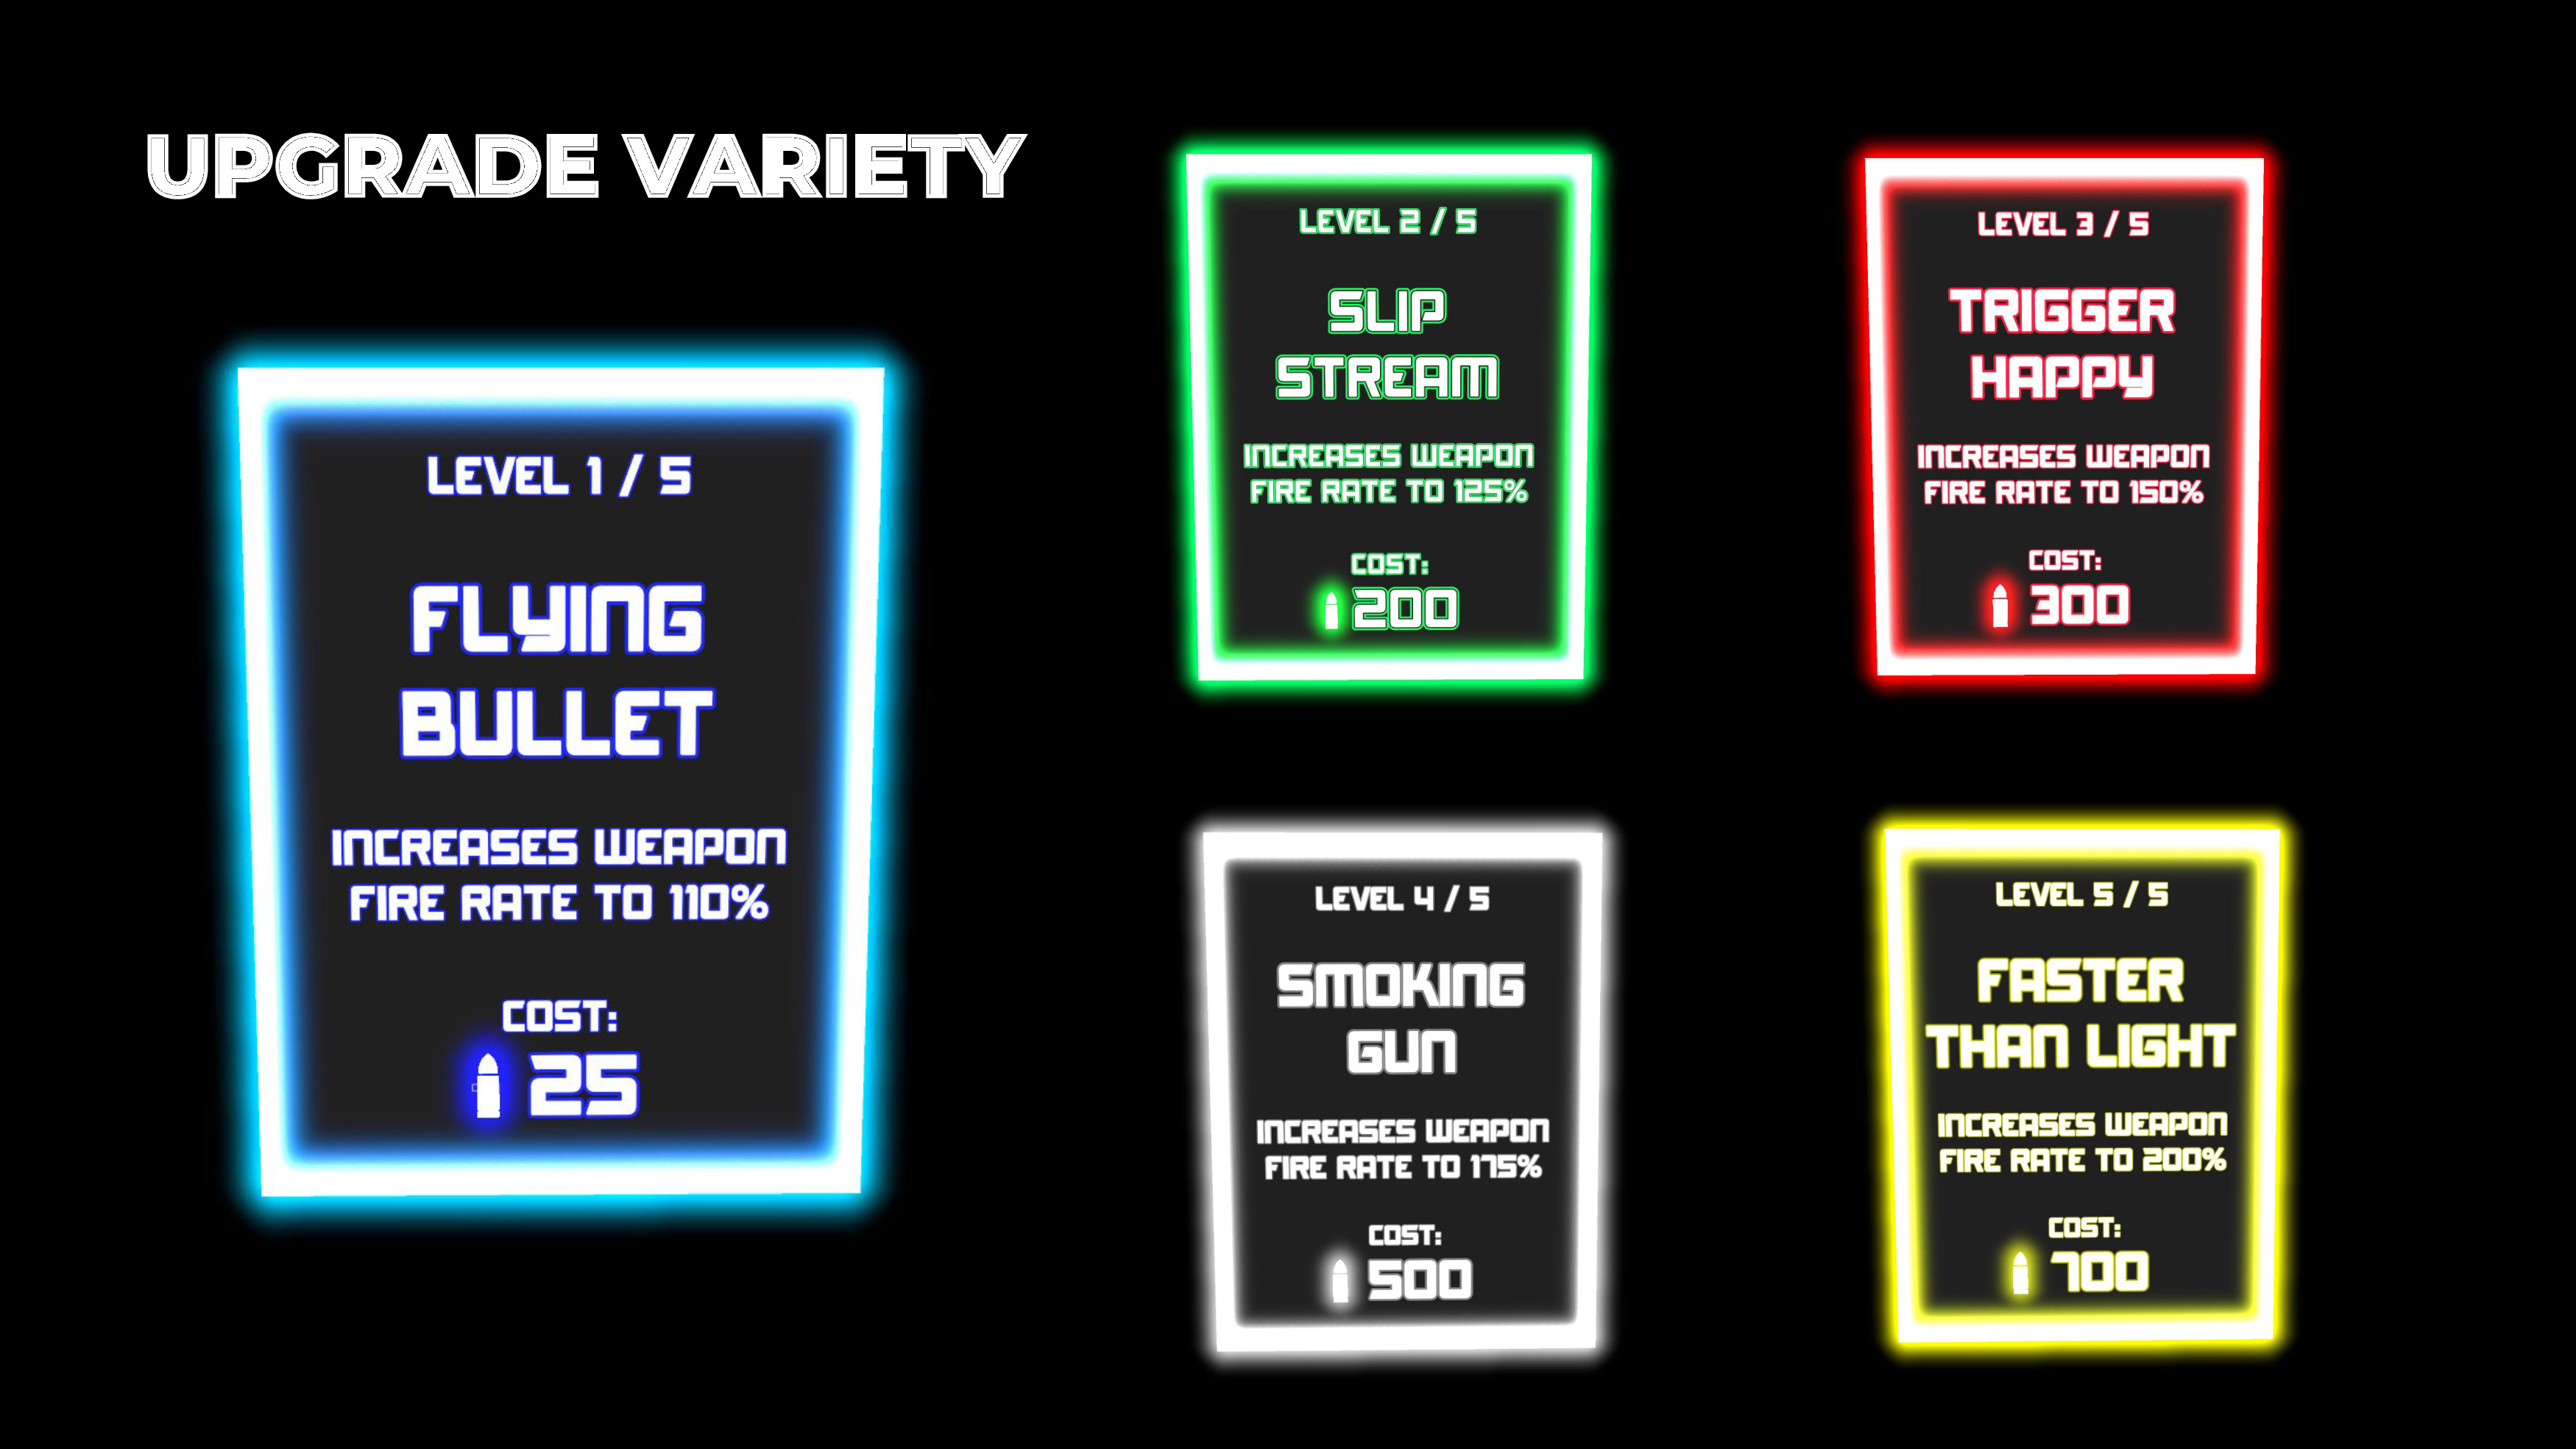 UPGRADE VARIETY
LEVEL 1 / 5
FLYING
BULLET
INCREASES WEAPON
FIRE RATE TO 110%
COST:
25
LEVEL 2 / 5
SLIP
STREAM
INCREASES WEAPON
FIRE RATE TO 125%
COST:
200
LEVEL 3 / 5
TRIGGER
HAPPY
INCREASES WEAPON
FIRE RATE TO 150%
COST:
300
LEVEL 4 / 5
SMOKING
GUN
INCREASES WEAPON
FIRE RATE TO 175%
COST:
500
LEVEL 5 / 5
FASTER
THAN LIGHT
INCREASES WEAPON
FIRE RATE TO 200%
COST:
700